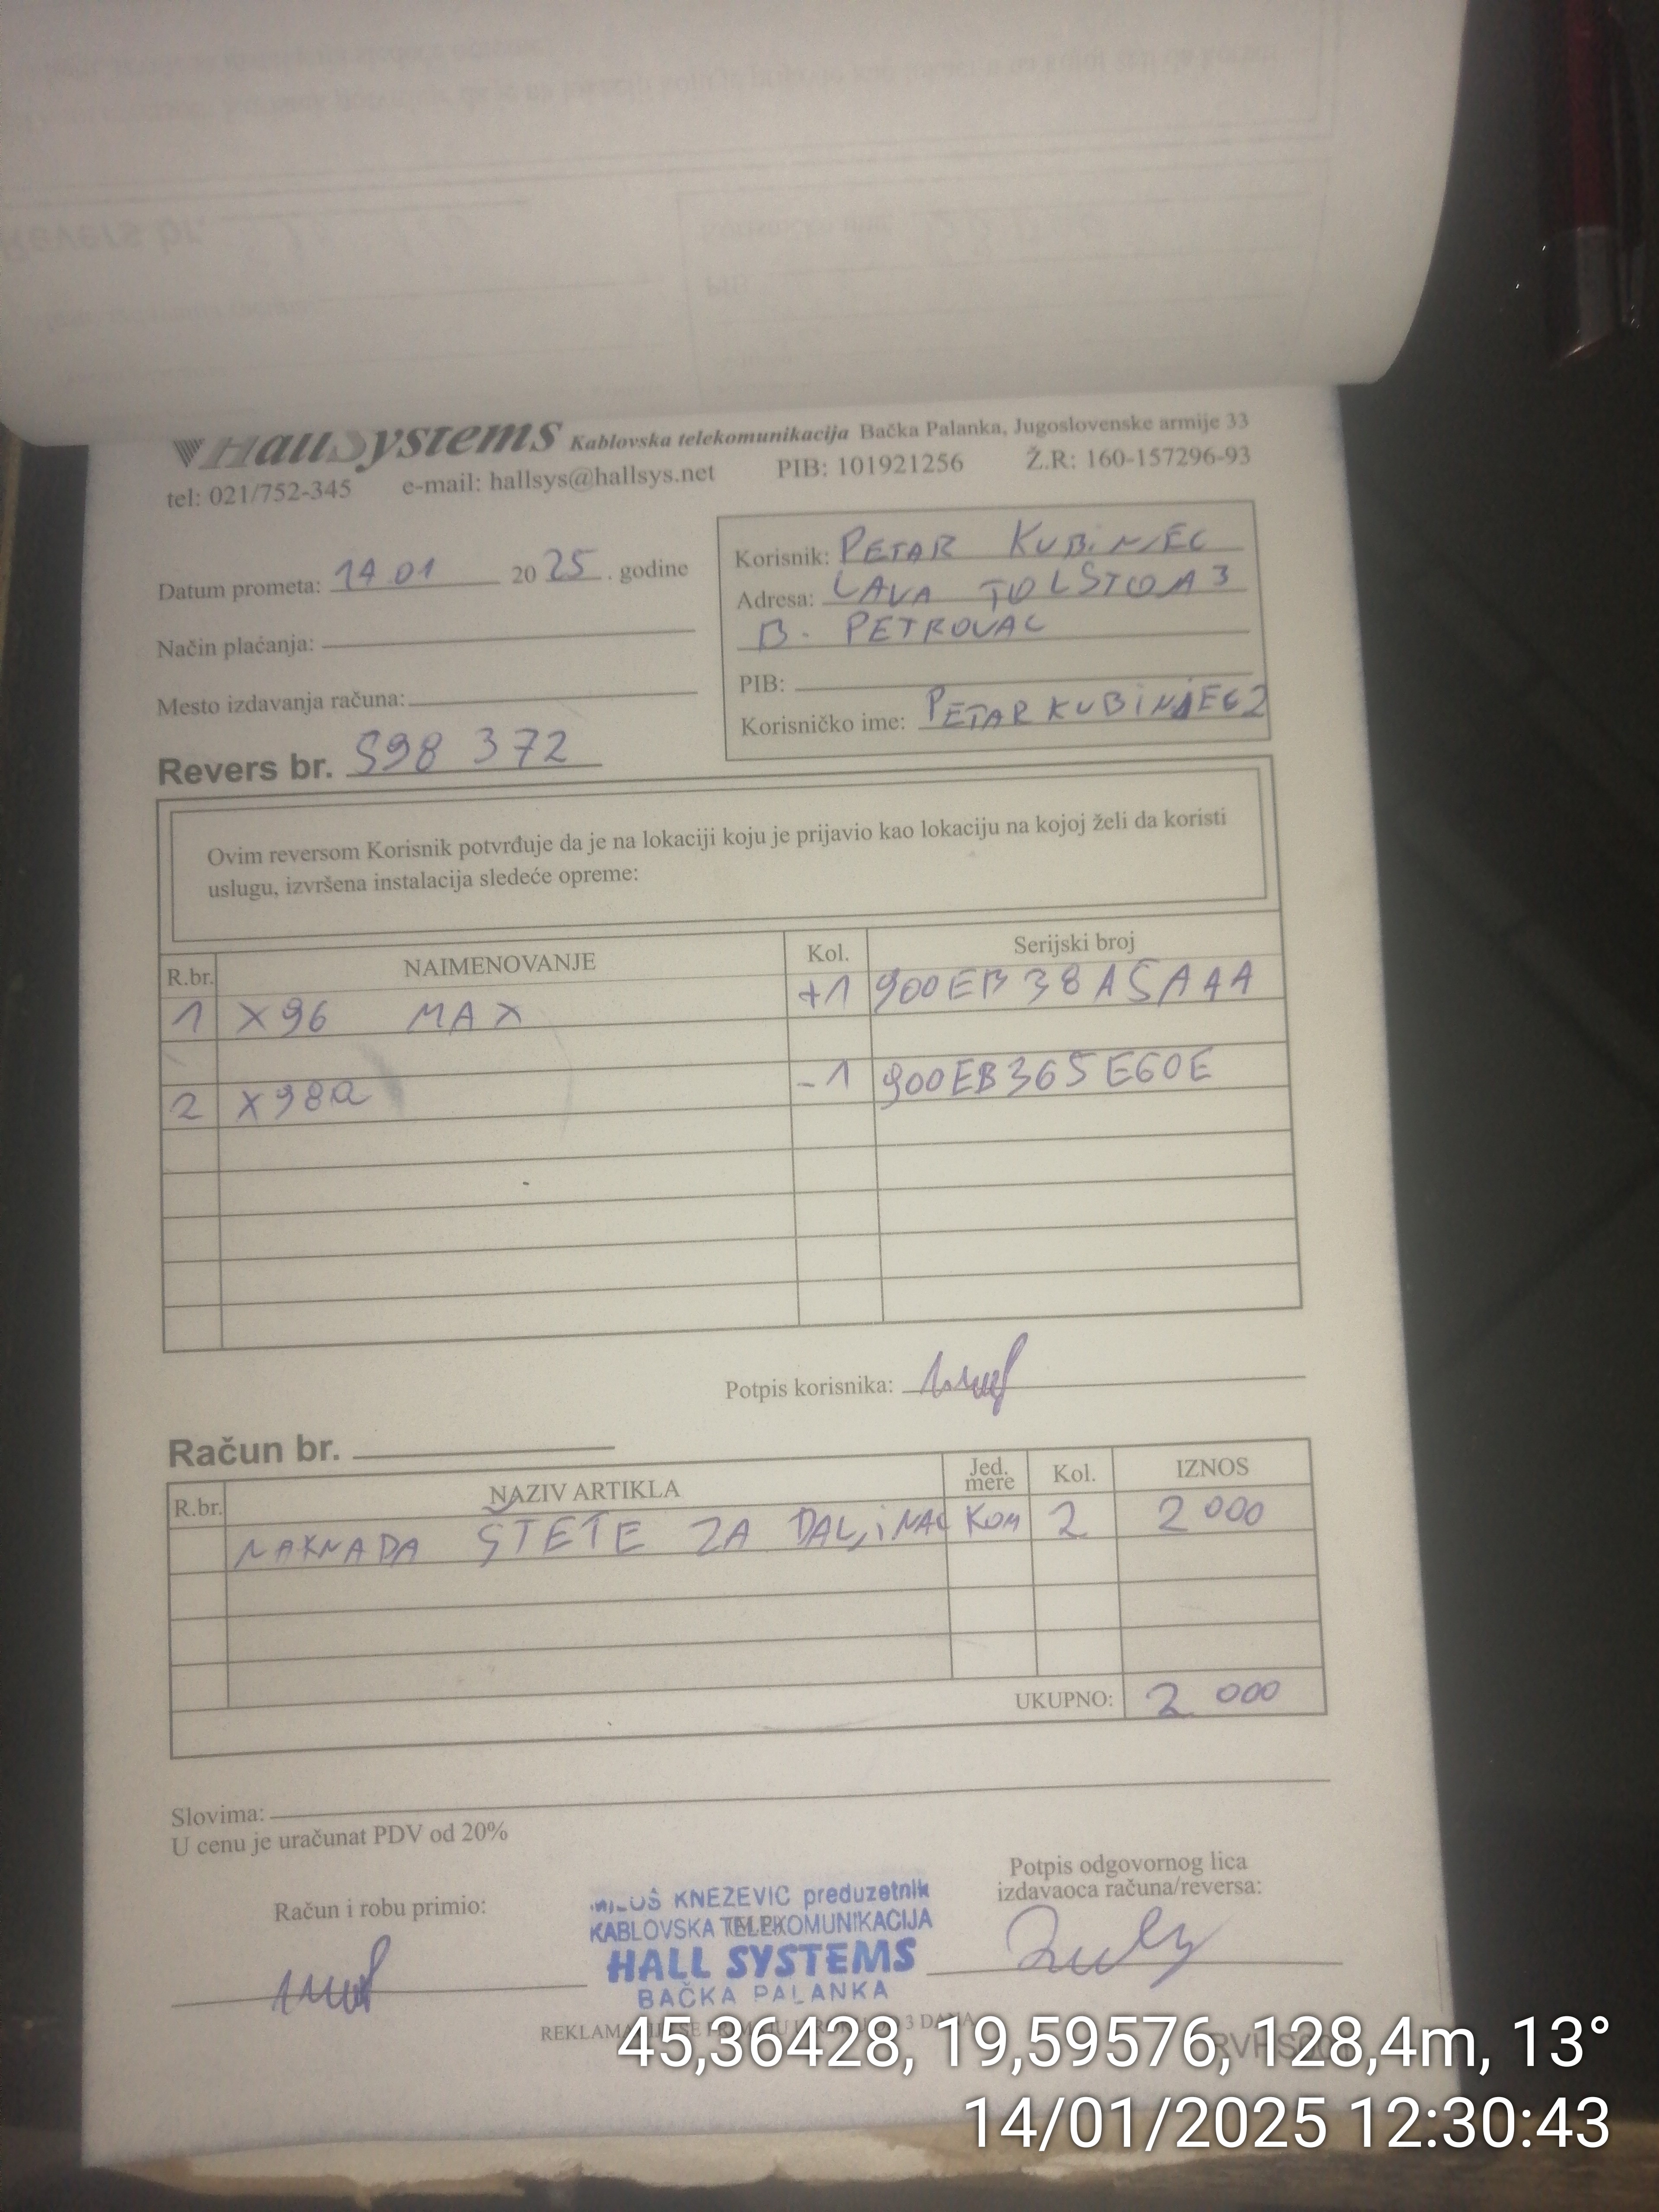 HallSystems Kablovska telekomunikacija Bačka Palanka, Jugoslovenske armije 33
tel: 021/752-345 e-mail: hallsys@hallsys.net PIB: 101921256 Ž.R: 160-157296-93
Datum prometa: 14 01 2025. godine
Način plaćanja:
Mesto izdavanja računa:
Revers br. 598 372
Korisnik: PETAR KUBINIEC
Adresa: LAVA TOLSTOA 3
B. PETROVAC
PIB:
Korisničko ime: PETARKUBINJEC2
Ovim reversom Korisnik potvrđuje da je na lokaciji koju je prijavio kao lokaciju na kojoj želi da koristi
uslugu, izvršena instalacija sledeće opreme:
R.br. NAIMENOVANJE Kol. Serijski broj
1 X96 MAX +1 900EB38A5AAA
2 X98Q -1 900EB365E60E
Potpis korisnika:
Račun br.
R.br. NAZIV ARTIKLA Jed. mere Kol. IZNOS
NAKNADA ŠTETE ZA DALJINAC KOM 2 2000
UKUPNO: 2 000
Slovima:
U cenu je uračunat PDV od 20%
Račun i robu primio:
Potpis odgovornog lica
izdavaoca računa/reversa:
MILOŠ KNEZEVIC preduzetnik
KABLOVSKA TELEKOMUNIKACIJA
HALL SYSTEMS
BAČKA PALANKA
45,36428, 19,59576, 128,4m, 13°
14/01/2025 12:30:43